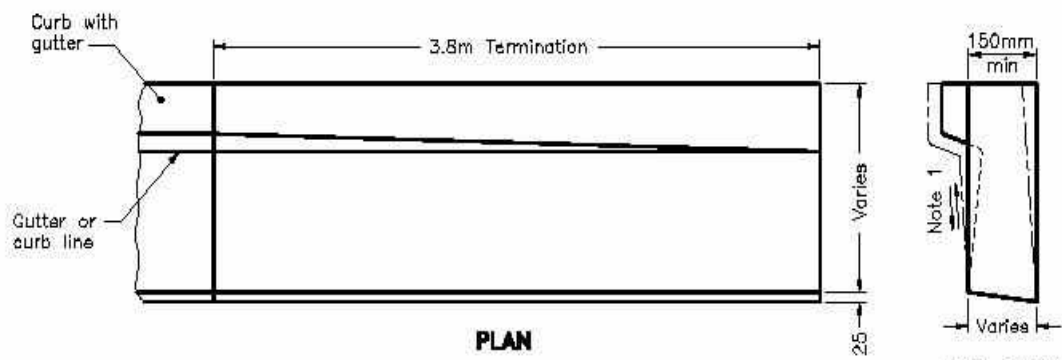 Curb with
gutter
3.8m Termination
150mm
min
Varies
Note 1
Gutter or
curb line
PLAN
25
Varies